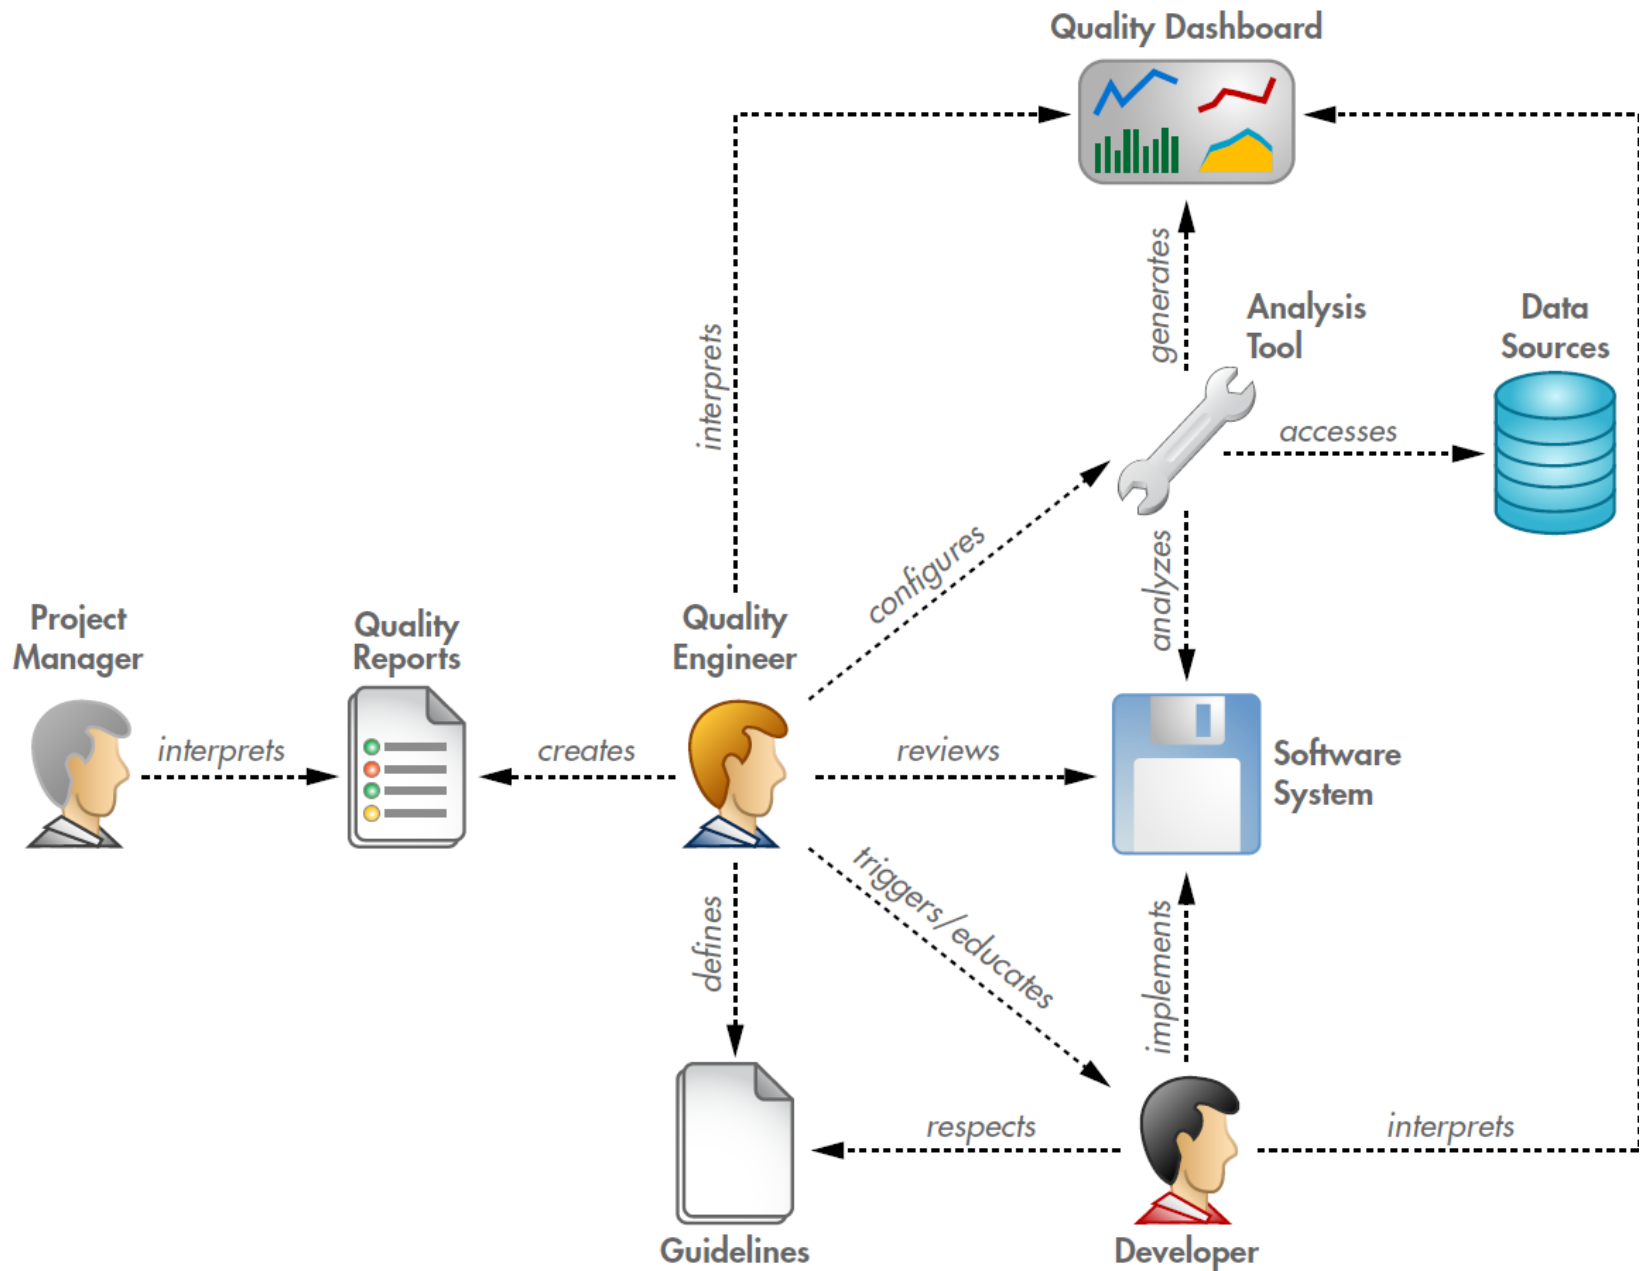 Quality Dashboard
generates
Analysis
Tool
Data
Sources
interprets
accesses
configures
analyzes
Project
Manager
Quality
Reports
Quality
Engineer
interprets
creates
reviews
Software
System
triggers/educates
defines
implements
respects
interprets
Guidelines
Developer